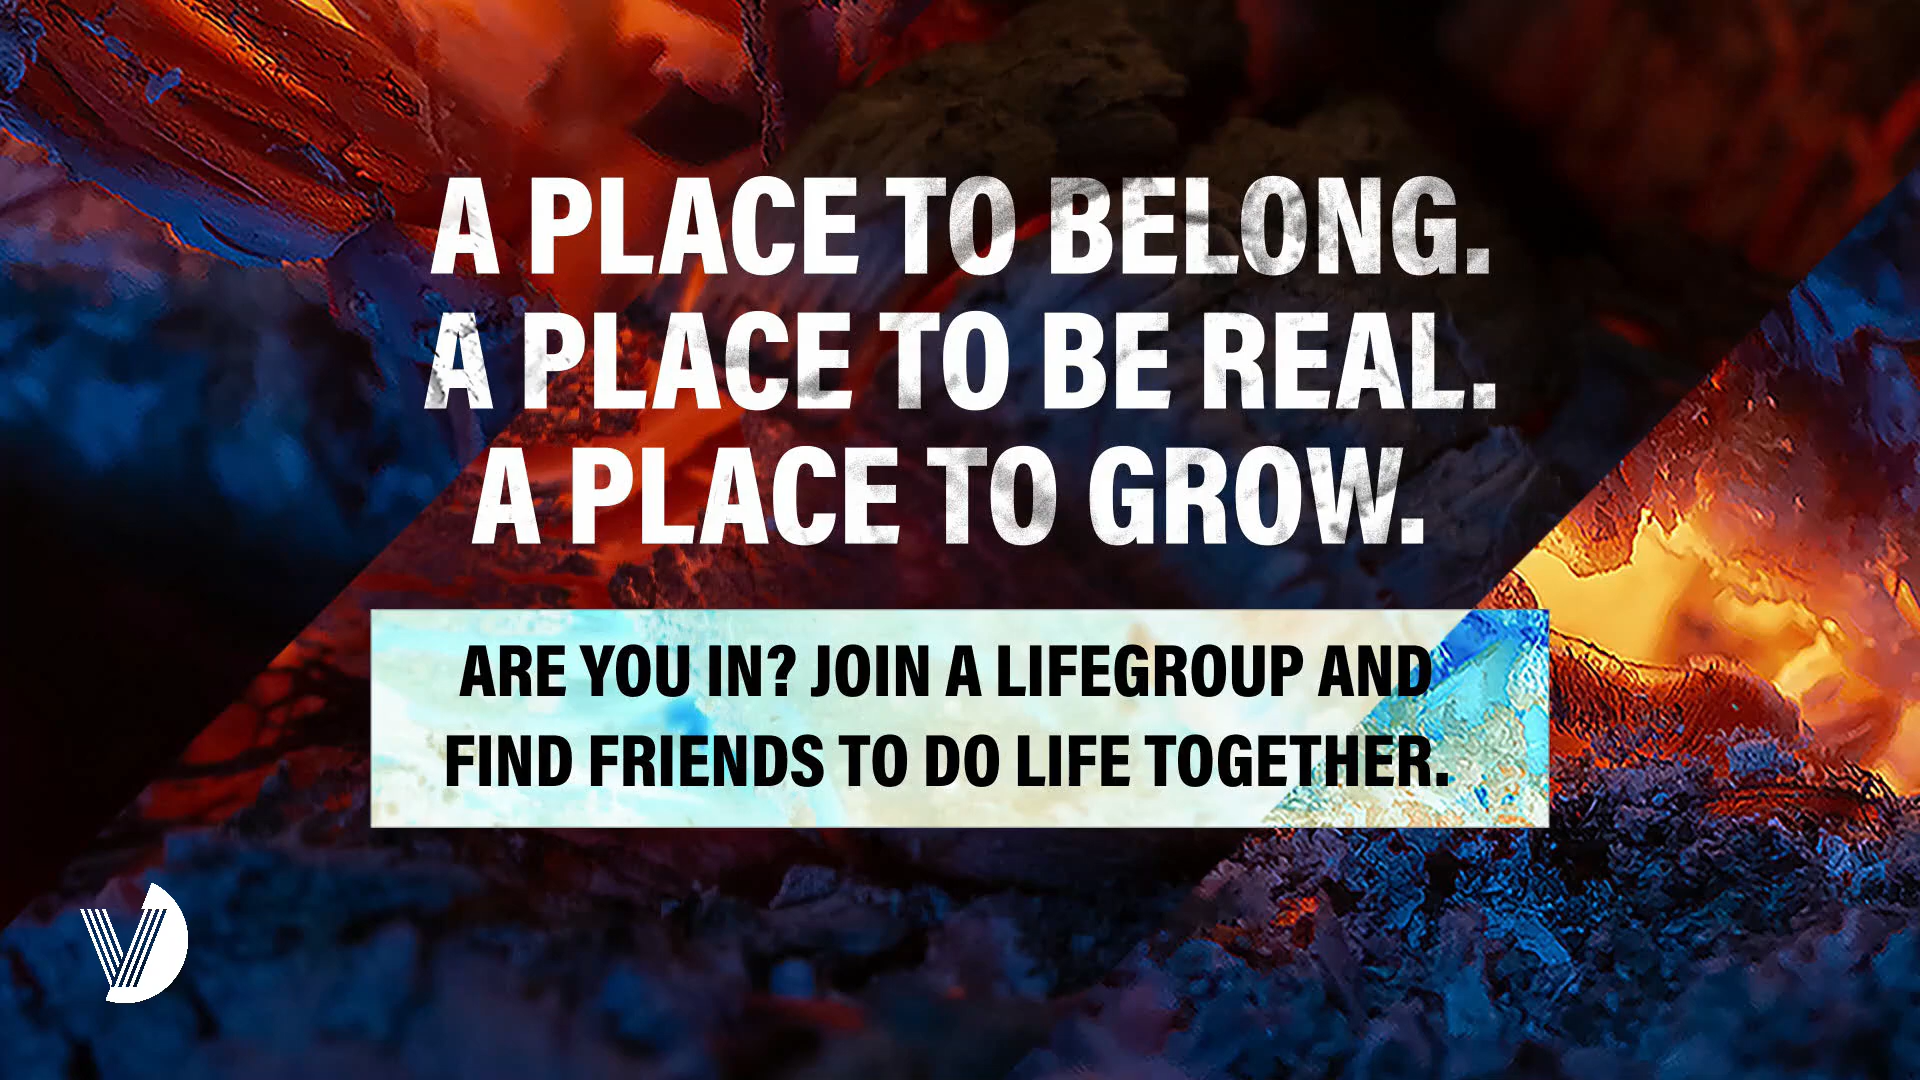 A PLACE TO BELONG.
A PLACE TO BE REAL.
A PLACE TO GROW.
ARE YOU IN? JOIN A LIFEGROUP AND
FIND FRIENDS TO DO LIFE TOGETHER.
V